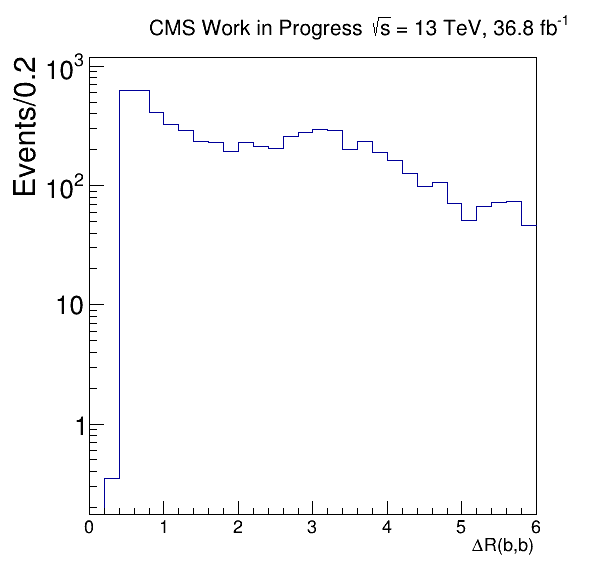 CMS Work in Progress √s = 13 TeV, 36.8 fb⁻¹
Events/0.2
10³
10²
10
1
0 1 2 3 4 5 6
ΔR(b,b)